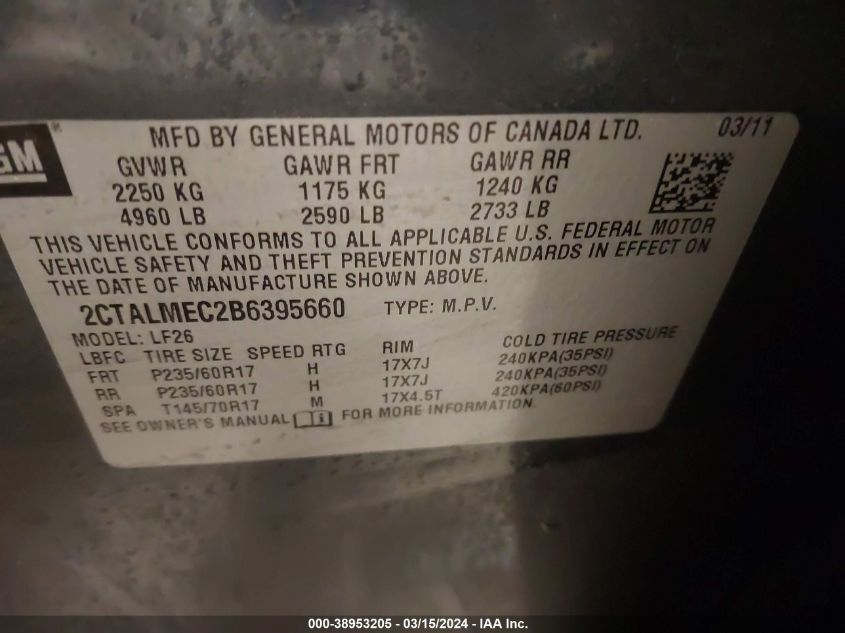 GM®
MFD BY GENERAL MOTORS OF CANADA LTD. 03/11
GVWR GAWR FRT GAWR RR
2250 KG 1175 KG 1240 KG
4960 LB 2590 LB 2733 LB
THIS VEHICLE CONFORMS TO ALL APPLICABLE U.S. FEDERAL MOTOR
VEHICLE SAFETY AND THEFT PREVENTION STANDARDS IN EFFECT ON
THE DATE OF MANUFACTURE SHOWN ABOVE.
2CTALMEC2B6395660 TYPE: M.P.V.
MODEL: LF26
LBFC TIRE SIZE SPEED RTG RIM COLD TIRE PRESSURE
FRT P235/60R17 H 17X7J 240KPA(35PSI)
RR P235/60R17 H 17X7J 240KPA(35PSI)
SPA T145/70R17 M 17X4.5T 420KPA(60PSI)
SEE OWNER'S MANUAL FOR MORE INFORMATION.
000-38953205 - 03/15/2024 - IAA Inc.